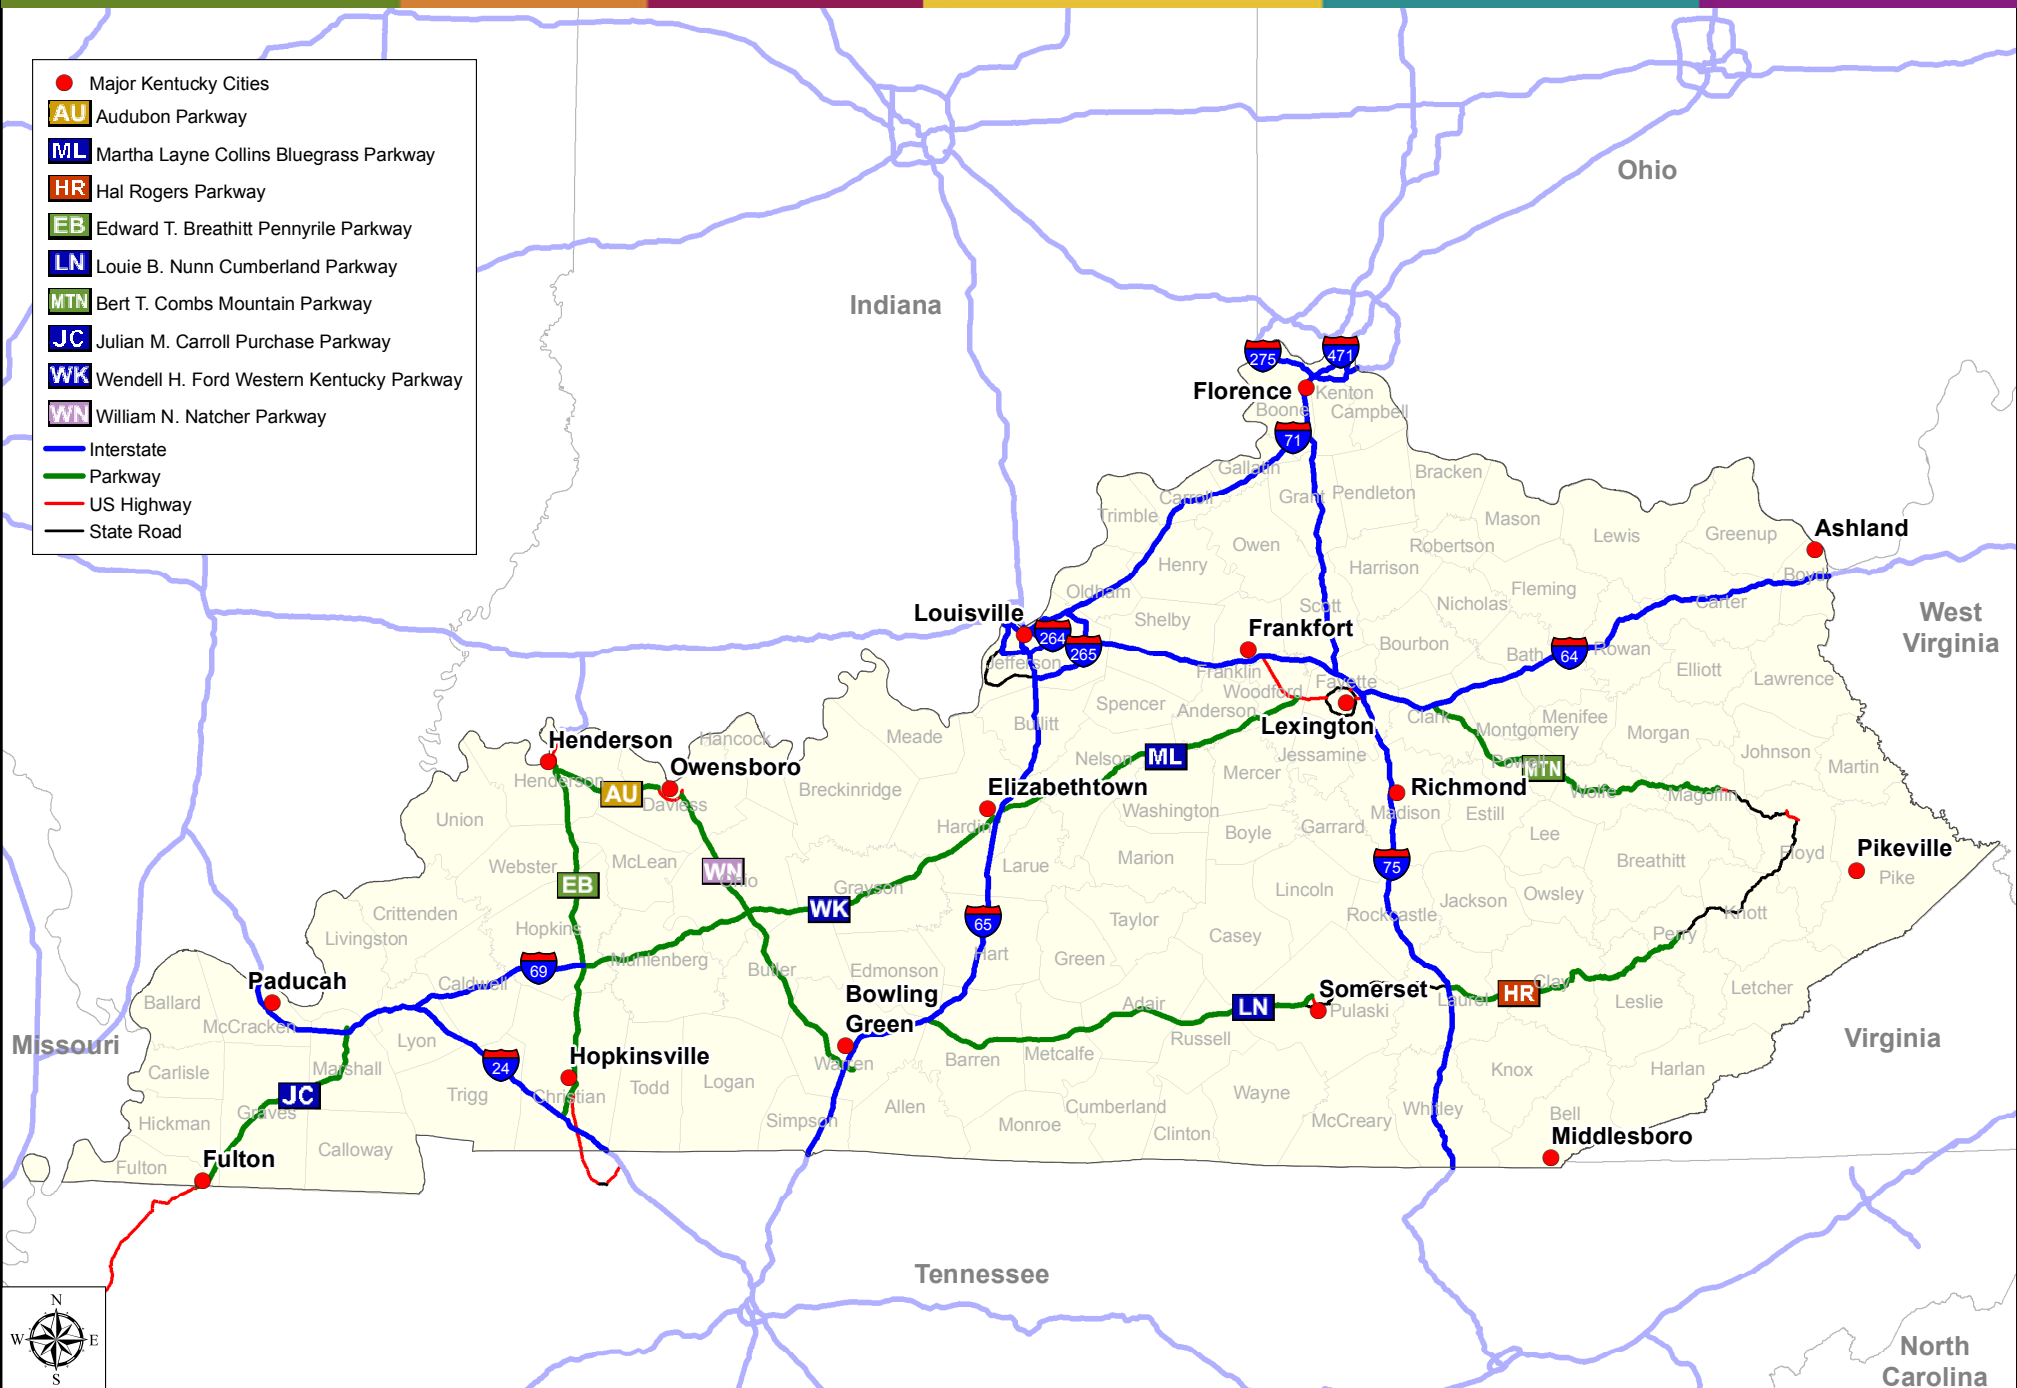 Major Kentucky Cities
AU Audubon Parkway
ML Martha Layne Collins Bluegrass Parkway
HR Hal Rogers Parkway
EB Edward T. Breathitt Pennyrile Parkway
LN Louie B. Nunn Cumberland Parkway
MTN Bert T. Combs Mountain Parkway
JC Julian M. Carroll Purchase Parkway
WK Wendell H. Ford Western Kentucky Parkway
WN William N. Natcher Parkway
Interstate
Parkway
US Highway
State Road
Ohio
Indiana
275
471
Florence
Kenton
Boone
Campbell
71
Gallatin
Bracken
Carroll
Grant
Pendleton
Trimble
Mason
Lewis
Greenup
Ashland
Owen
Robertson
Henry
Harrison
Boyd
Oldham
Fleming
Nicholas
Carter
Scott
Louisville
Shelby
Frankfort
West
Virginia
264
265
Bourbon
Bath
64
Rowan
Jefferson
Franklin
Elliott
Fayette
Lawrence
Woodford
Spencer
Anderson
Clark
Menifee
Bullitt
Lexington
Montgomery
Morgan
Henderson
Hancock
Meade
Nelson
ML
Jessamine
Johnson
Owensboro
Powell
MTN
Martin
Henderson
Mercer
AU
Daviess
Breckinridge
Elizabethtown
Richmond
Wolfe
Magoffin
Union
Hardin
Washington
Madison
Estill
Boyle
Garrard
Lee
Webster
McLean
Larue
Marion
75
Breathitt
Floyd
Pikeville
Pike
WN
Ohio
EB
Grayson
Lincoln
Owsley
Jackson
WK
Crittenden
65
Taylor
Rockcastle
Knott
Hopkins
Livingston
Casey
Perry
Hart
Green
Muhlenberg
69
Butler
Edmonson
Caldwell
Paducah
Bowling
Green
Somerset
Clay
HR
Letcher
Ballard
Adair
LN
Laurel
Leslie
Pulaski
McCracken
Missouri
Lyon
Russell
Virginia
Hopkinsville
Warren
Barren
Metcalfe
24
Marshall
Carlisle
Knox
Harlan
JC
Trigg
Christian
Todd
Logan
Wayne
Graves
Hickman
Simpson
Allen
Monroe
Cumberland
Clinton
McCreary
Whitley
Bell
Middlesboro
Calloway
Fulton
Fulton
Tennessee
N
W
E
S
North
Carolina